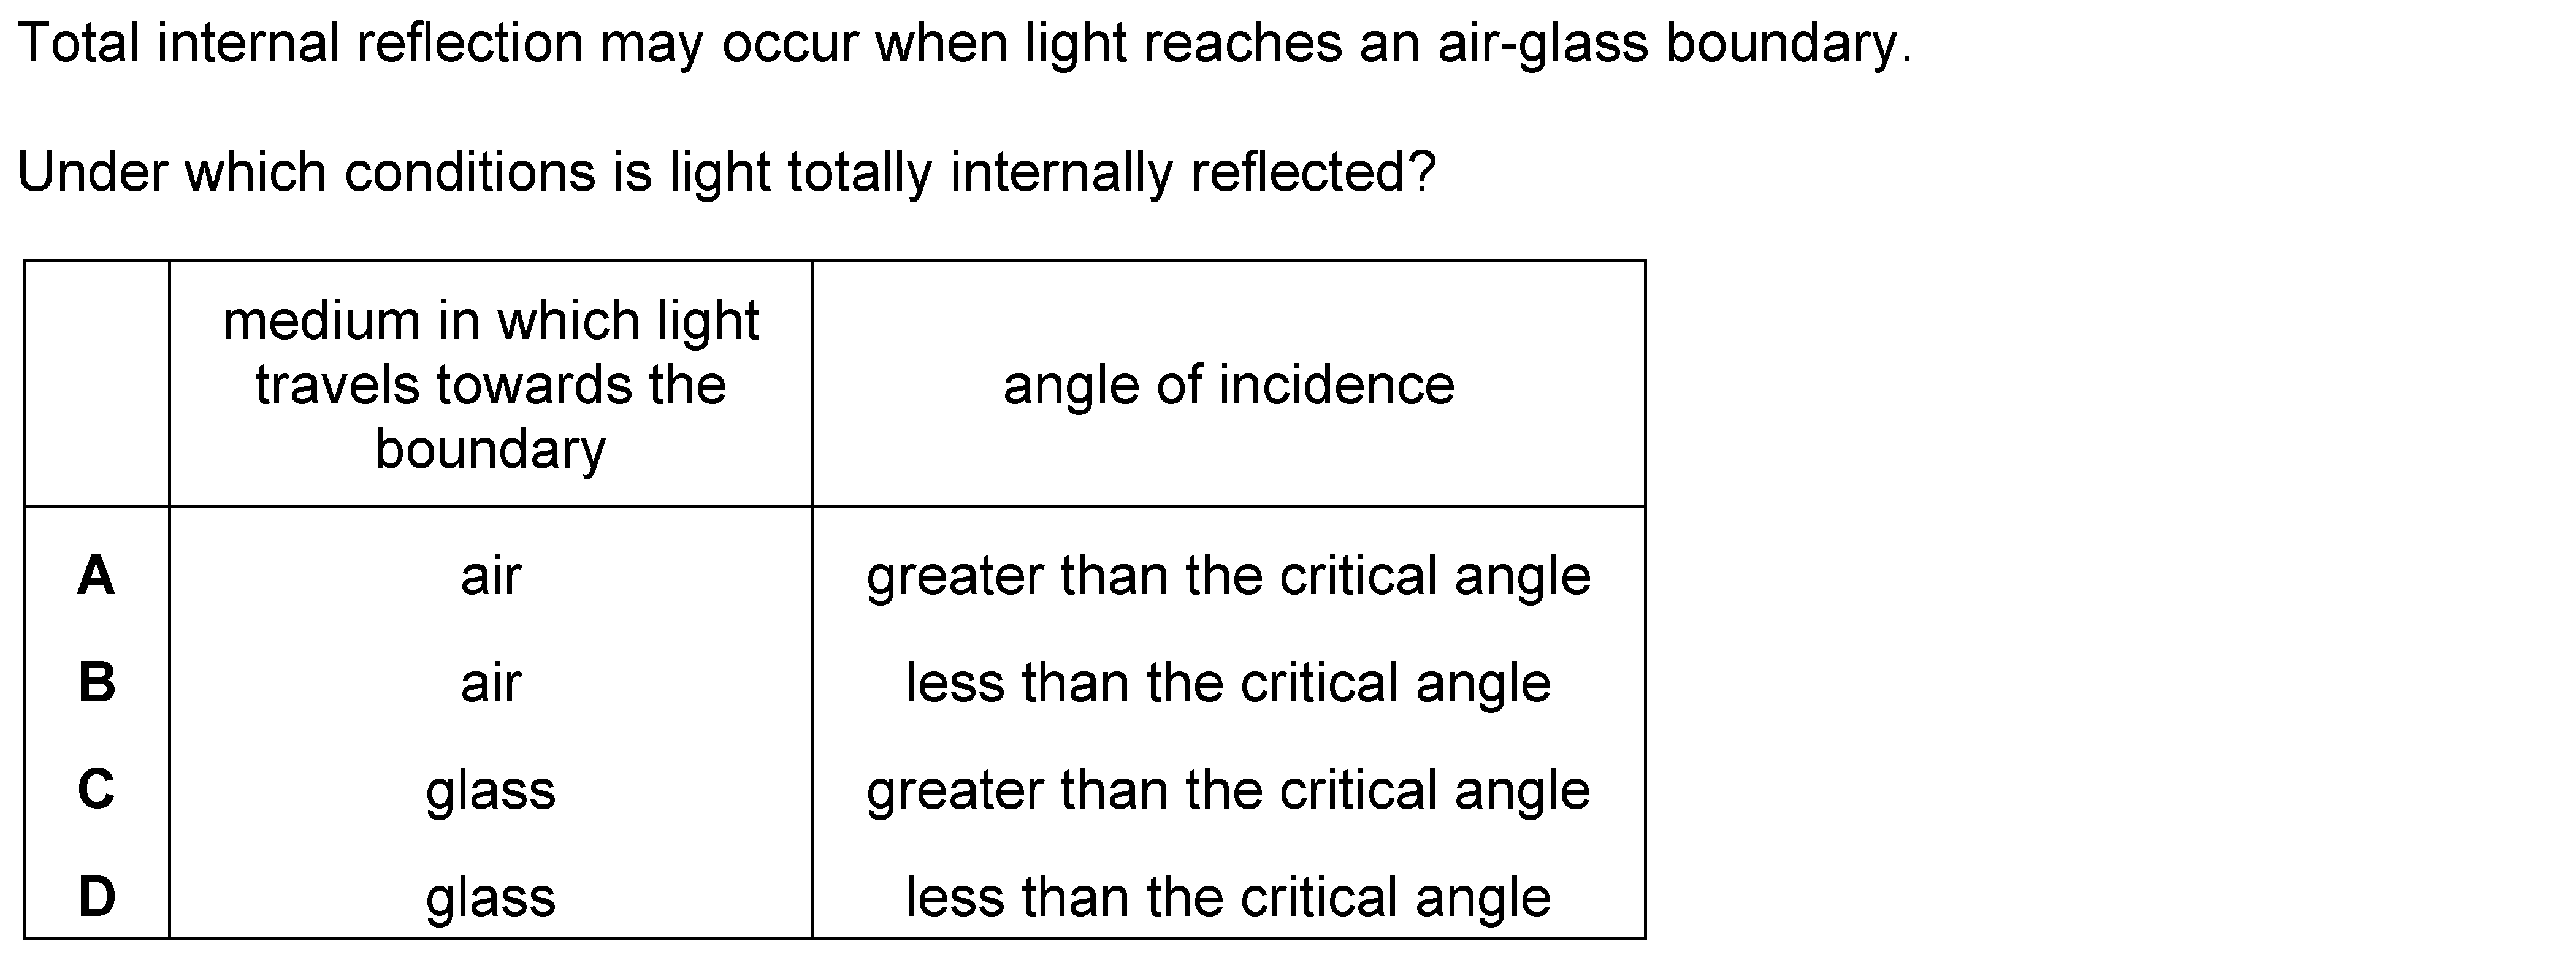 Total internal reflection may occur when light reaches an air-glass boundary.
Under which conditions is light totally internally reflected?
medium in which light
travels towards the
boundary
angle of incidence
A air greater than the critical angle
B air less than the critical angle
C glass greater than the critical angle
D glass less than the critical angle